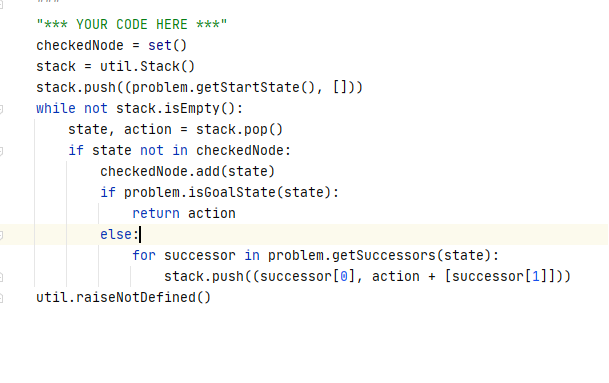 """
"*** YOUR CODE HERE ***"
checkedNode = set()
stack = util.Stack()
stack.push((problem.getStartState(), []))
while not stack.isEmpty():
    state, action = stack.pop()
    if state not in checkedNode:
        checkedNode.add(state)
        if problem.isGoalState(state):
            return action
        else:
            for successor in problem.getSuccessors(state):
                stack.push((successor[0], action + [successor[1]]))
util.raiseNotDefined()